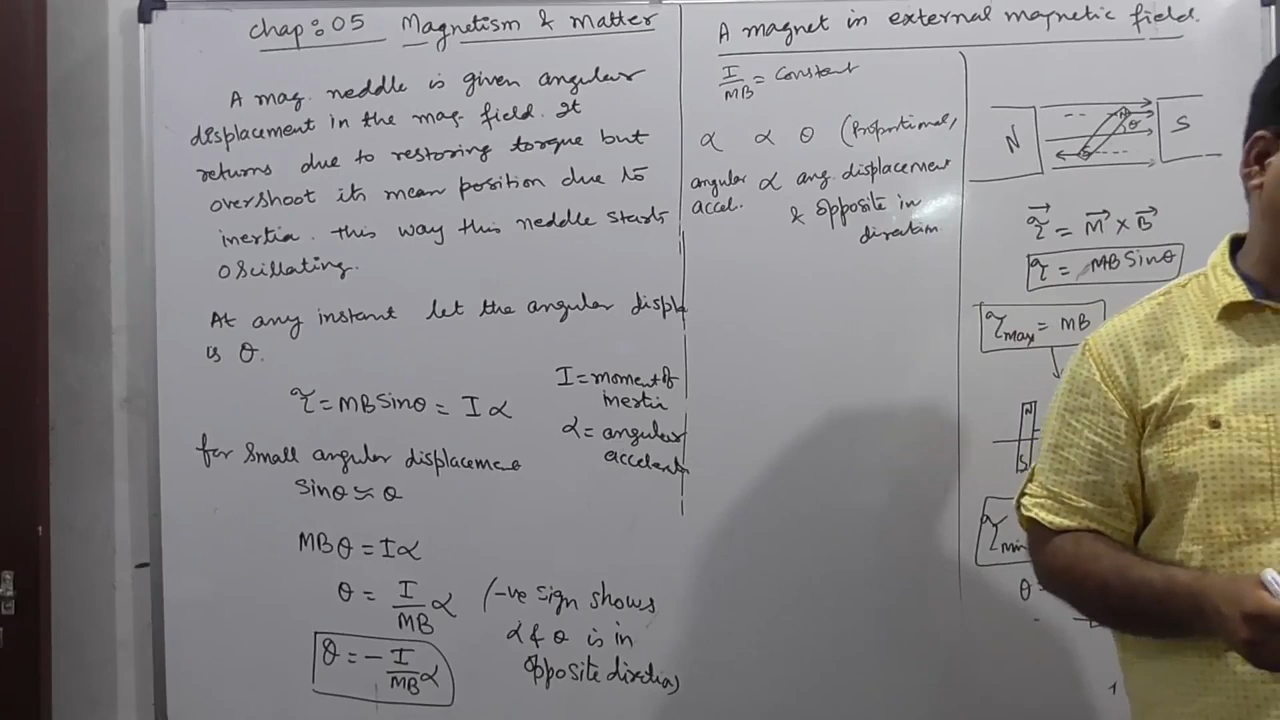 Chap: 05 Magnetism & Matter
A mag. neddle is given angular
displacement in the mag. field. It
returns due to restoring torque but
overshoot its mean position due to
inertia. this way this neddle starts
oscillating.
At any instant let the angular displ
is θ.
τ = MB sinθ = I α
I = moment of
inertia
α = angular
accelerat
for small angular displacement
sinθ ≈ θ
MBθ = Iα
θ = I/MB α
(-ve sign shows
α & θ is in
opposite direction)
θ = - I/MB α
A magnet in external magnetic field.
I/MB = constant
α ∝ θ (Proportional,
angular accel. ∝ ang. displacement
& opposite in
direction.
N
S
N
θ
S
τ⃗ = M⃗ × B⃗
τ = MB sinθ
τmax = MB
N
S
τmin
θ